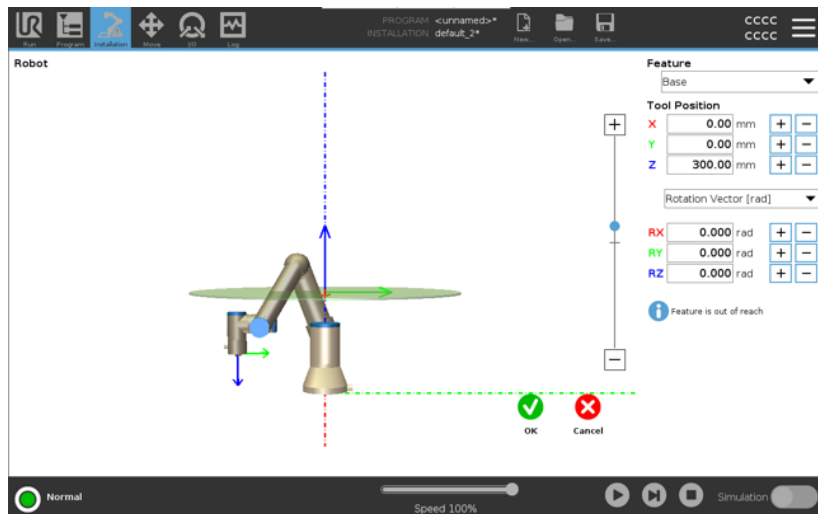 PROGRAM <unnamed>*
INSTALLATION default_2*
CCCC
CCCC
Run
Program
Installation
Move
I/O
Log
New...
Open...
Save...
Robot
Feature
Base
Tool Position
X 0.00 mm + −
Y 0.00 mm + −
Z 300.00 mm + −
Rotation Vector [rad]
RX 0.000 rad + −
RY 0.000 rad + −
RZ 0.000 rad + −
Feature is out of reach
+
−
OK
Cancel
Normal
Speed 100%
Simulation